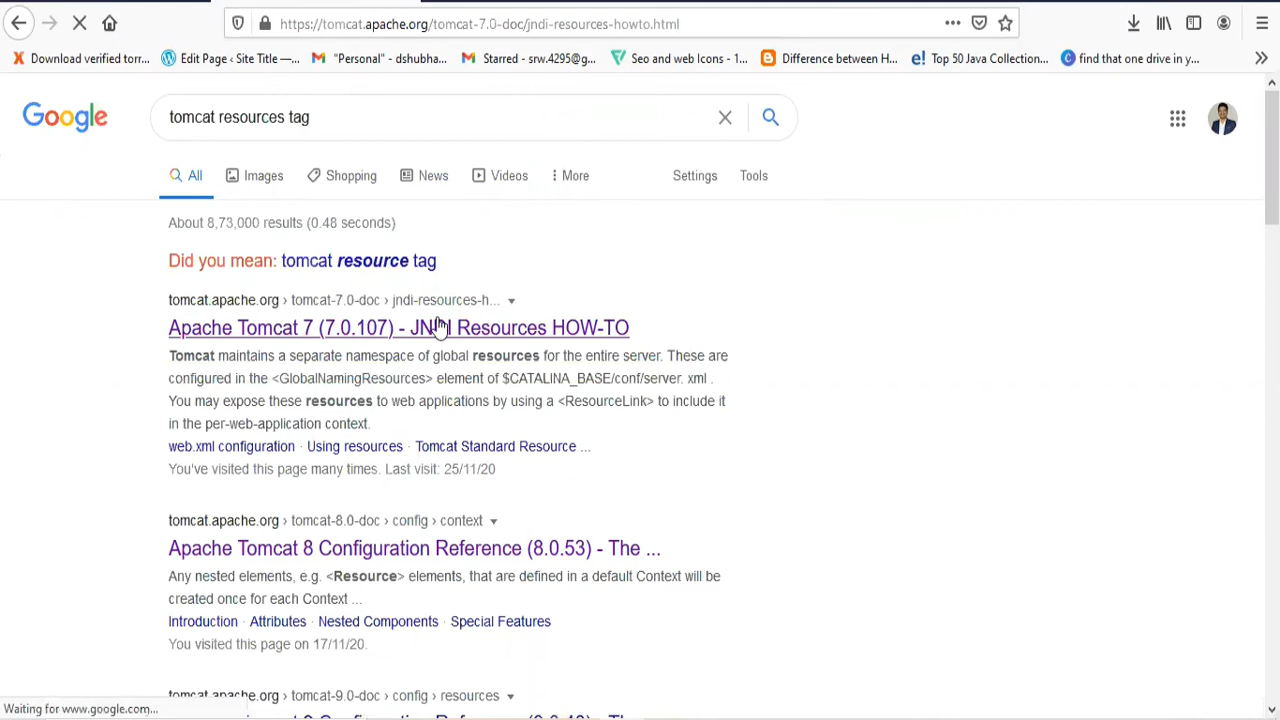 https://tomcat.apache.org/tomcat-7.0-doc/jndi-resources-howto.html
Download verified torr... Edit Page ‹ Site Title —... "Personal" - dshubha... Starred - srw.4295@g... Seo and web Icons - 1... Difference between H... Top 50 Java Collection... find that one drive in y...
Google tomcat resources tag
All Images Shopping News Videos More Settings Tools
About 8,73,000 results (0.48 seconds)
Did you mean: tomcat resource tag
tomcat.apache.org › tomcat-7.0-doc › jndi-resources-h...
Apache Tomcat 7 (7.0.107) - JNDI Resources HOW-TO
Tomcat maintains a separate namespace of global resources for the entire server. These are
configured in the <GlobalNamingResources> element of $CATALINA_BASE/conf/server. xml .
You may expose these resources to web applications by using a <ResourceLink> to include it
in the per-web-application context.
web.xml configuration · Using resources · Tomcat Standard Resource ...
You've visited this page many times. Last visit: 25/11/20
tomcat.apache.org › tomcat-8.0-doc › config › context
Apache Tomcat 8 Configuration Reference (8.0.53) - The ...
Any nested elements, e.g. <Resource> elements, that are defined in a default Context will be
created once for each Context ...
Introduction · Attributes · Nested Components · Special Features
You visited this page on 17/11/20.
tomcat.apache.org › tomcat-9.0-doc › config › resources
Waiting for www.google.com...